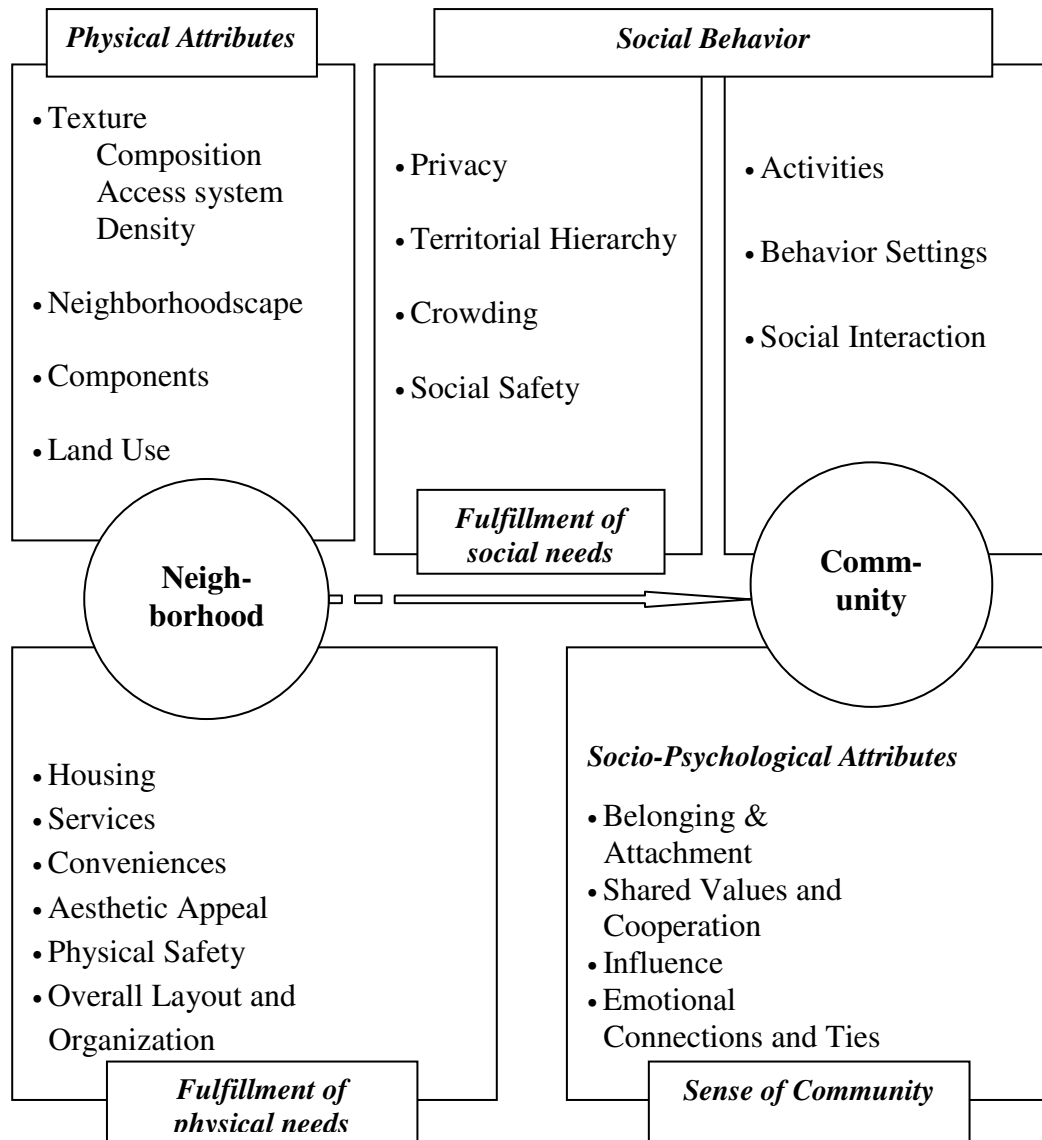 Physical Attributes
• Texture
Composition
Access system
Density
• Neighborhoodscape
• Components
• Land Use
Social Behavior
• Privacy
• Territorial Hierarchy
• Crowding
• Social Safety
Fulfillment of
social needs
• Activities
• Behavior Settings
• Social Interaction
Neigh-
borhood
Comm-
unity
• Housing
• Services
• Conveniences
• Aesthetic Appeal
• Physical Safety
• Overall Layout and
Organization
Fulfillment of
physical needs
Socio-Psychological Attributes
• Belonging &
Attachment
• Shared Values and
Cooperation
• Influence
• Emotional
Connections and Ties
Sense of Community